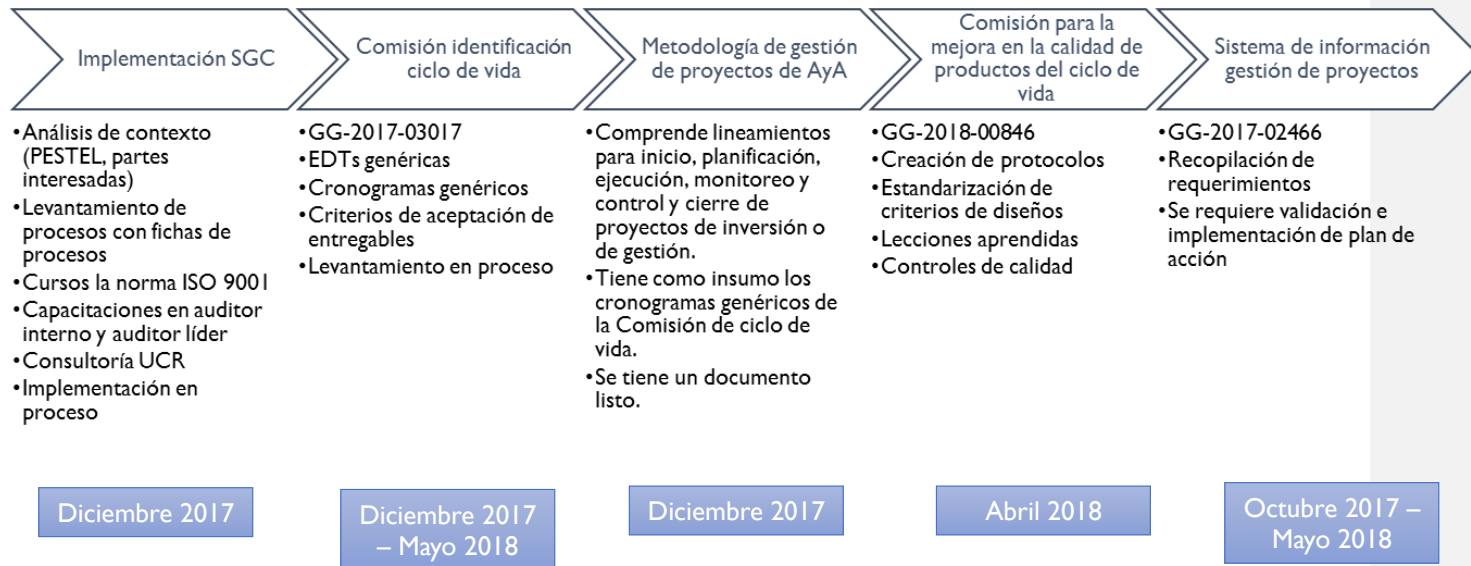 Implementación SGC
Comisión identificación
ciclo de vida
Metodología de gestión
de proyectos de AyA
Comisión para la
mejora en la calidad de
productos del ciclo de
vida
Sistema de información
gestión de proyectos
•Análisis de contexto
(PESTEL, partes
interesadas)
•Levantamiento de
procesos con fichas de
procesos
•Cursos la norma ISO 9001
•Capacitaciones en auditor
interno y auditor líder
•Consultoría UCR
•Implementación en
proceso
•GG-2017-03017
•EDTs genéricas
•Cronogramas genéricos
•Criterios de aceptación de
entregables
•Levantamiento en proceso
•Comprende lineamientos
para inicio, planificación,
ejecución, monitoreo y
control y cierre de
proyectos de inversión o
de gestión.
•Tiene como insumo los
cronogramas genéricos de
la Comisión de ciclo de
vida.
•Se tiene un documento
listo.
•GG-2018-00846
•Creación de protocolos
•Estandarización de
criterios de diseños
•Lecciones aprendidas
•Controles de calidad
•GG-2017-02466
•Recopilación de
requerimientos
•Se requiere validación e
implementación de plan de
acción
Diciembre 2017
Diciembre 2017
– Mayo 2018
Diciembre 2017
Abril 2018
Octubre 2017 –
Mayo 2018